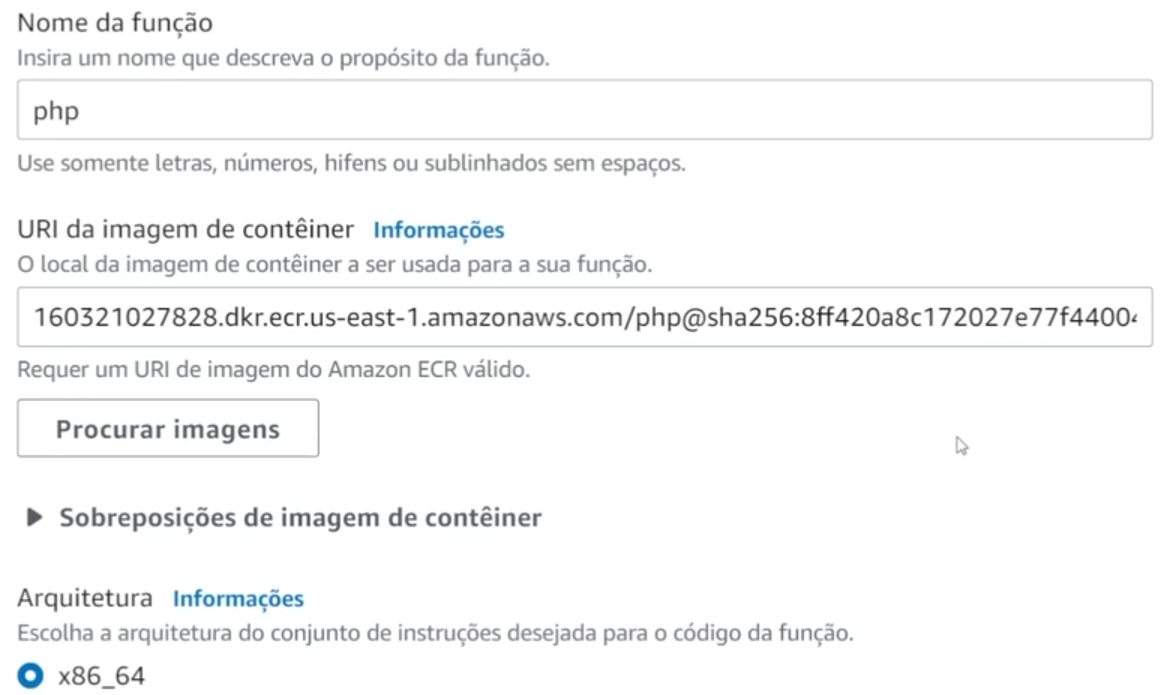 Nome da função
Insira um nome que descreva o propósito da função.
php
Use somente letras, números, hifens ou sublinhados sem espaços.
URI da imagem de contêiner Informações
O local da imagem de contêiner a ser usada para a sua função.
160321027828.dkr.ecr.us-east-1.amazonaws.com/php@sha256:8ff420a8c172027e77f44004
Requer um URI de imagem do Amazon ECR válido.
Procurar imagens
Sobreposições de imagem de contêiner
Arquitetura Informações
Escolha a arquitetura do conjunto de instruções desejada para o código da função.
x86_64